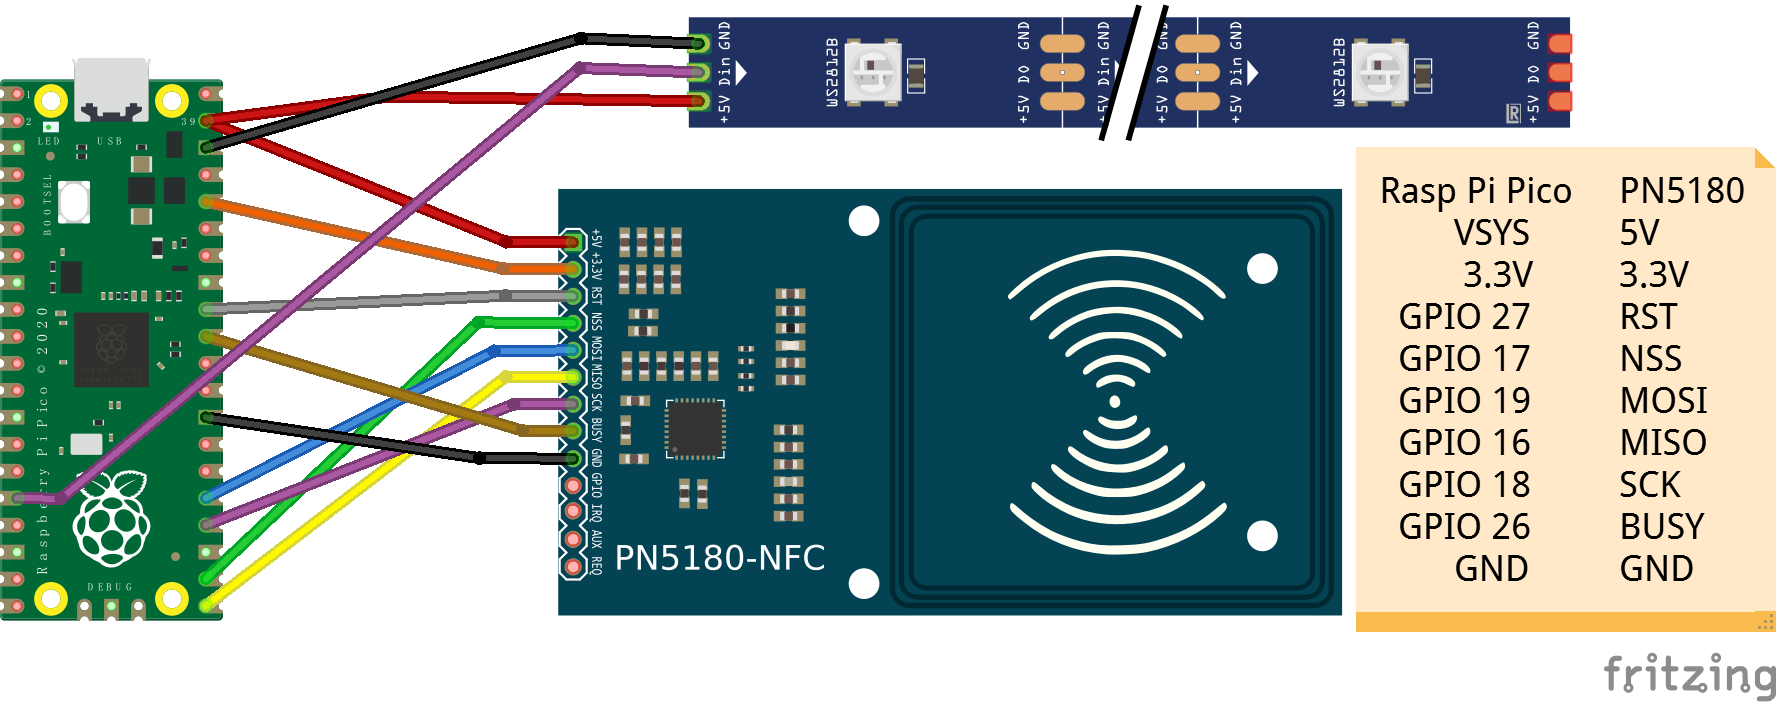 GND
Din
+5V
WS2812B
GND
DO
+5V
GND
Din
+5V
GND
DO
+5V
GND
Din
+5V
WS2812B
GND
DO
+5V
1
2
39
LED
USB
BOOTSEL
Raspberry Pi Pico © 2020
DEBUG
+5V
+3.3V
RST
NSS
MOSI
MISO
SCK
BUSY
GND
GPIO
IRQ
AUX
REQ
PN5180-NFC
Rasp Pi Pico PN5180
VSYS 5V
3.3V 3.3V
GPIO 27 RST
GPIO 17 NSS
GPIO 19 MOSI
GPIO 16 MISO
GPIO 18 SCK
GPIO 26 BUSY
GND GND
fritzing